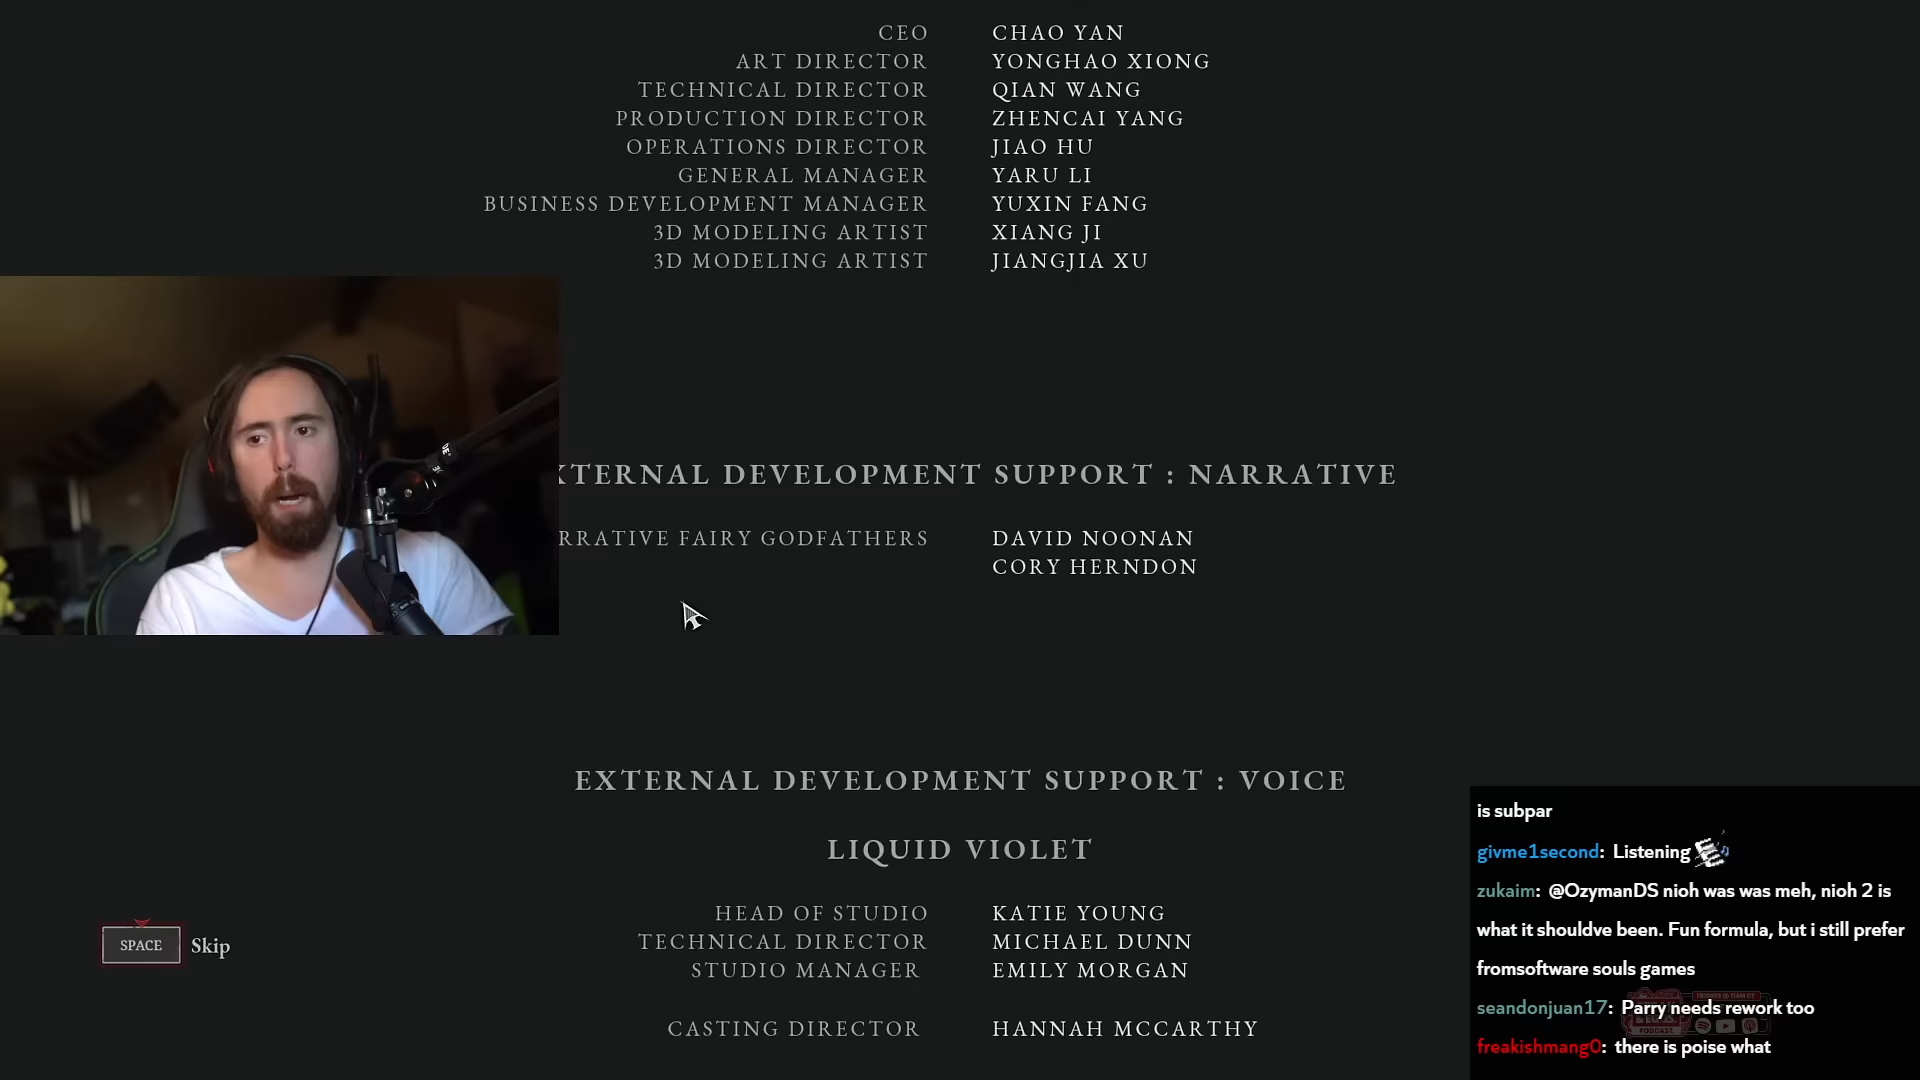 CEO CHAO YAN
ART DIRECTOR YONGHAO XIONG
TECHNICAL DIRECTOR QIAN WANG
PRODUCTION DIRECTOR ZHENCAI YANG
OPERATIONS DIRECTOR JIAO HU
GENERAL MANAGER YARU LI
BUSINESS DEVELOPMENT MANAGER YUXIN FANG
3D MODELING ARTIST XIANG JI
3D MODELING ARTIST JIANGJIA XU
XTERNAL DEVELOPMENT SUPPORT : NARRATIVE
RRATIVE FAIRY GODFATHERS DAVID NOONAN
CORY HERNDON
EXTERNAL DEVELOPMENT SUPPORT : VOICE
LIQUID VIOLET
HEAD OF STUDIO KATIE YOUNG
TECHNICAL DIRECTOR MICHAEL DUNN
STUDIO MANAGER EMILY MORGAN
CASTING DIRECTOR HANNAH MCCARTHY
SPACE Skip
is subpar
givme1second: Listening
zukaim: @OzymanDS nioh was was meh, nioh 2 is
what it shouldve been. Fun formula, but i still prefer
fromsoftware souls games
seandonjuan17: Parry needs rework too
freakishmang0: there is poise what
PODCAST.